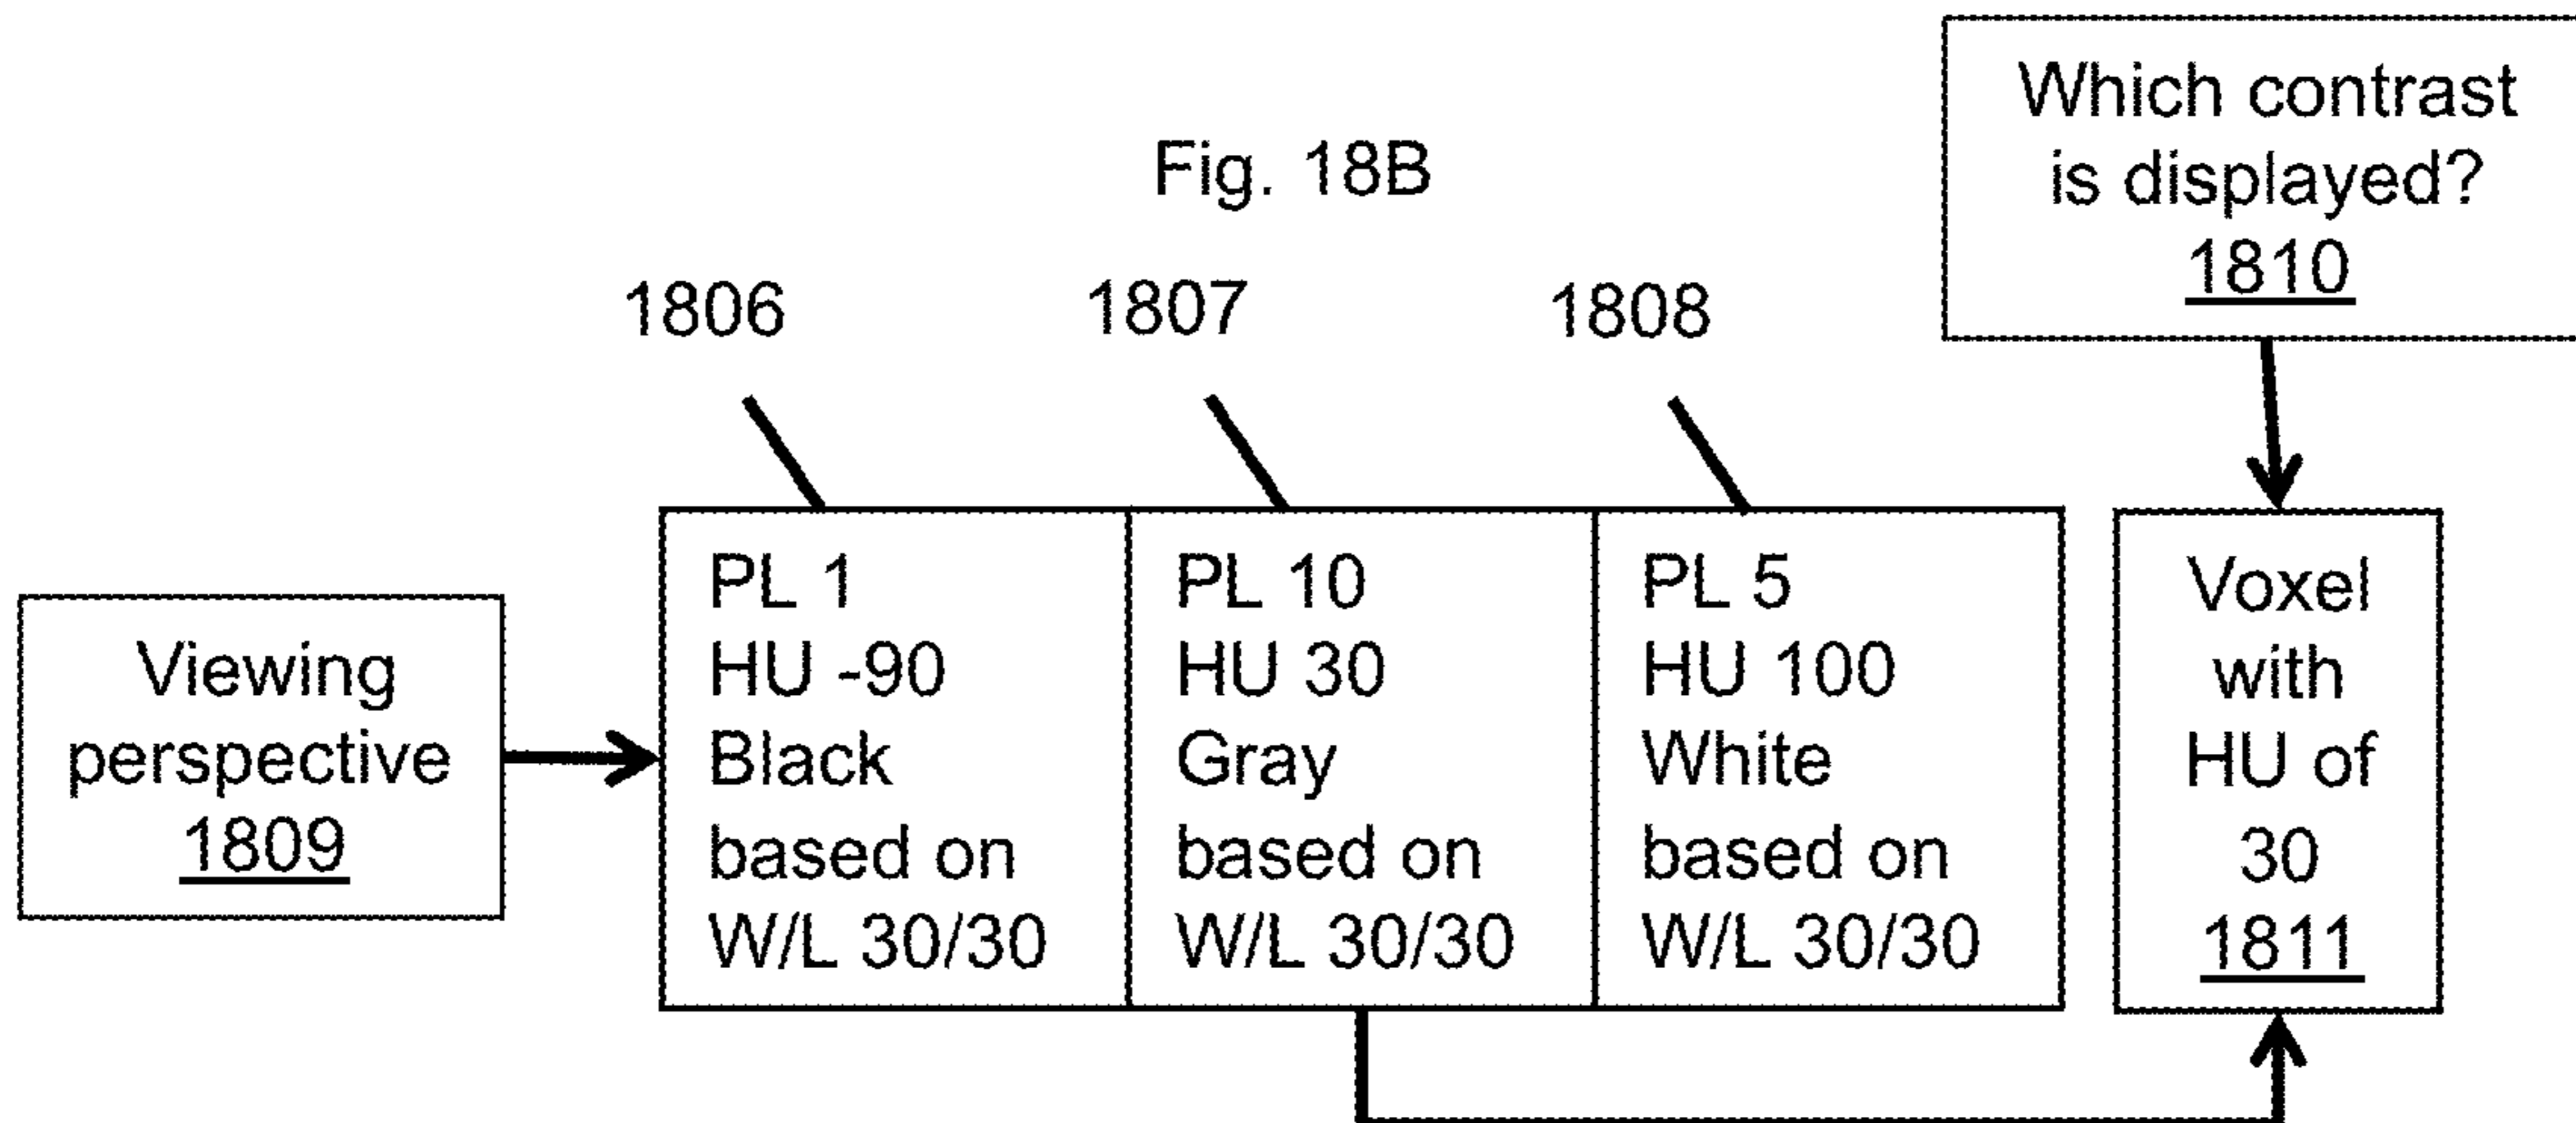 Fig. 18B
Which contrast
is displayed?
1810
1806
1807
1808
Viewing
perspective
1809
PL 1
HU -90
Black
based on
W/L 30/30
PL 10
HU 30
Gray
based on
W/L 30/30
PL 5
HU 100
White
based on
W/L 30/30
Voxel
with
HU of
30
1811